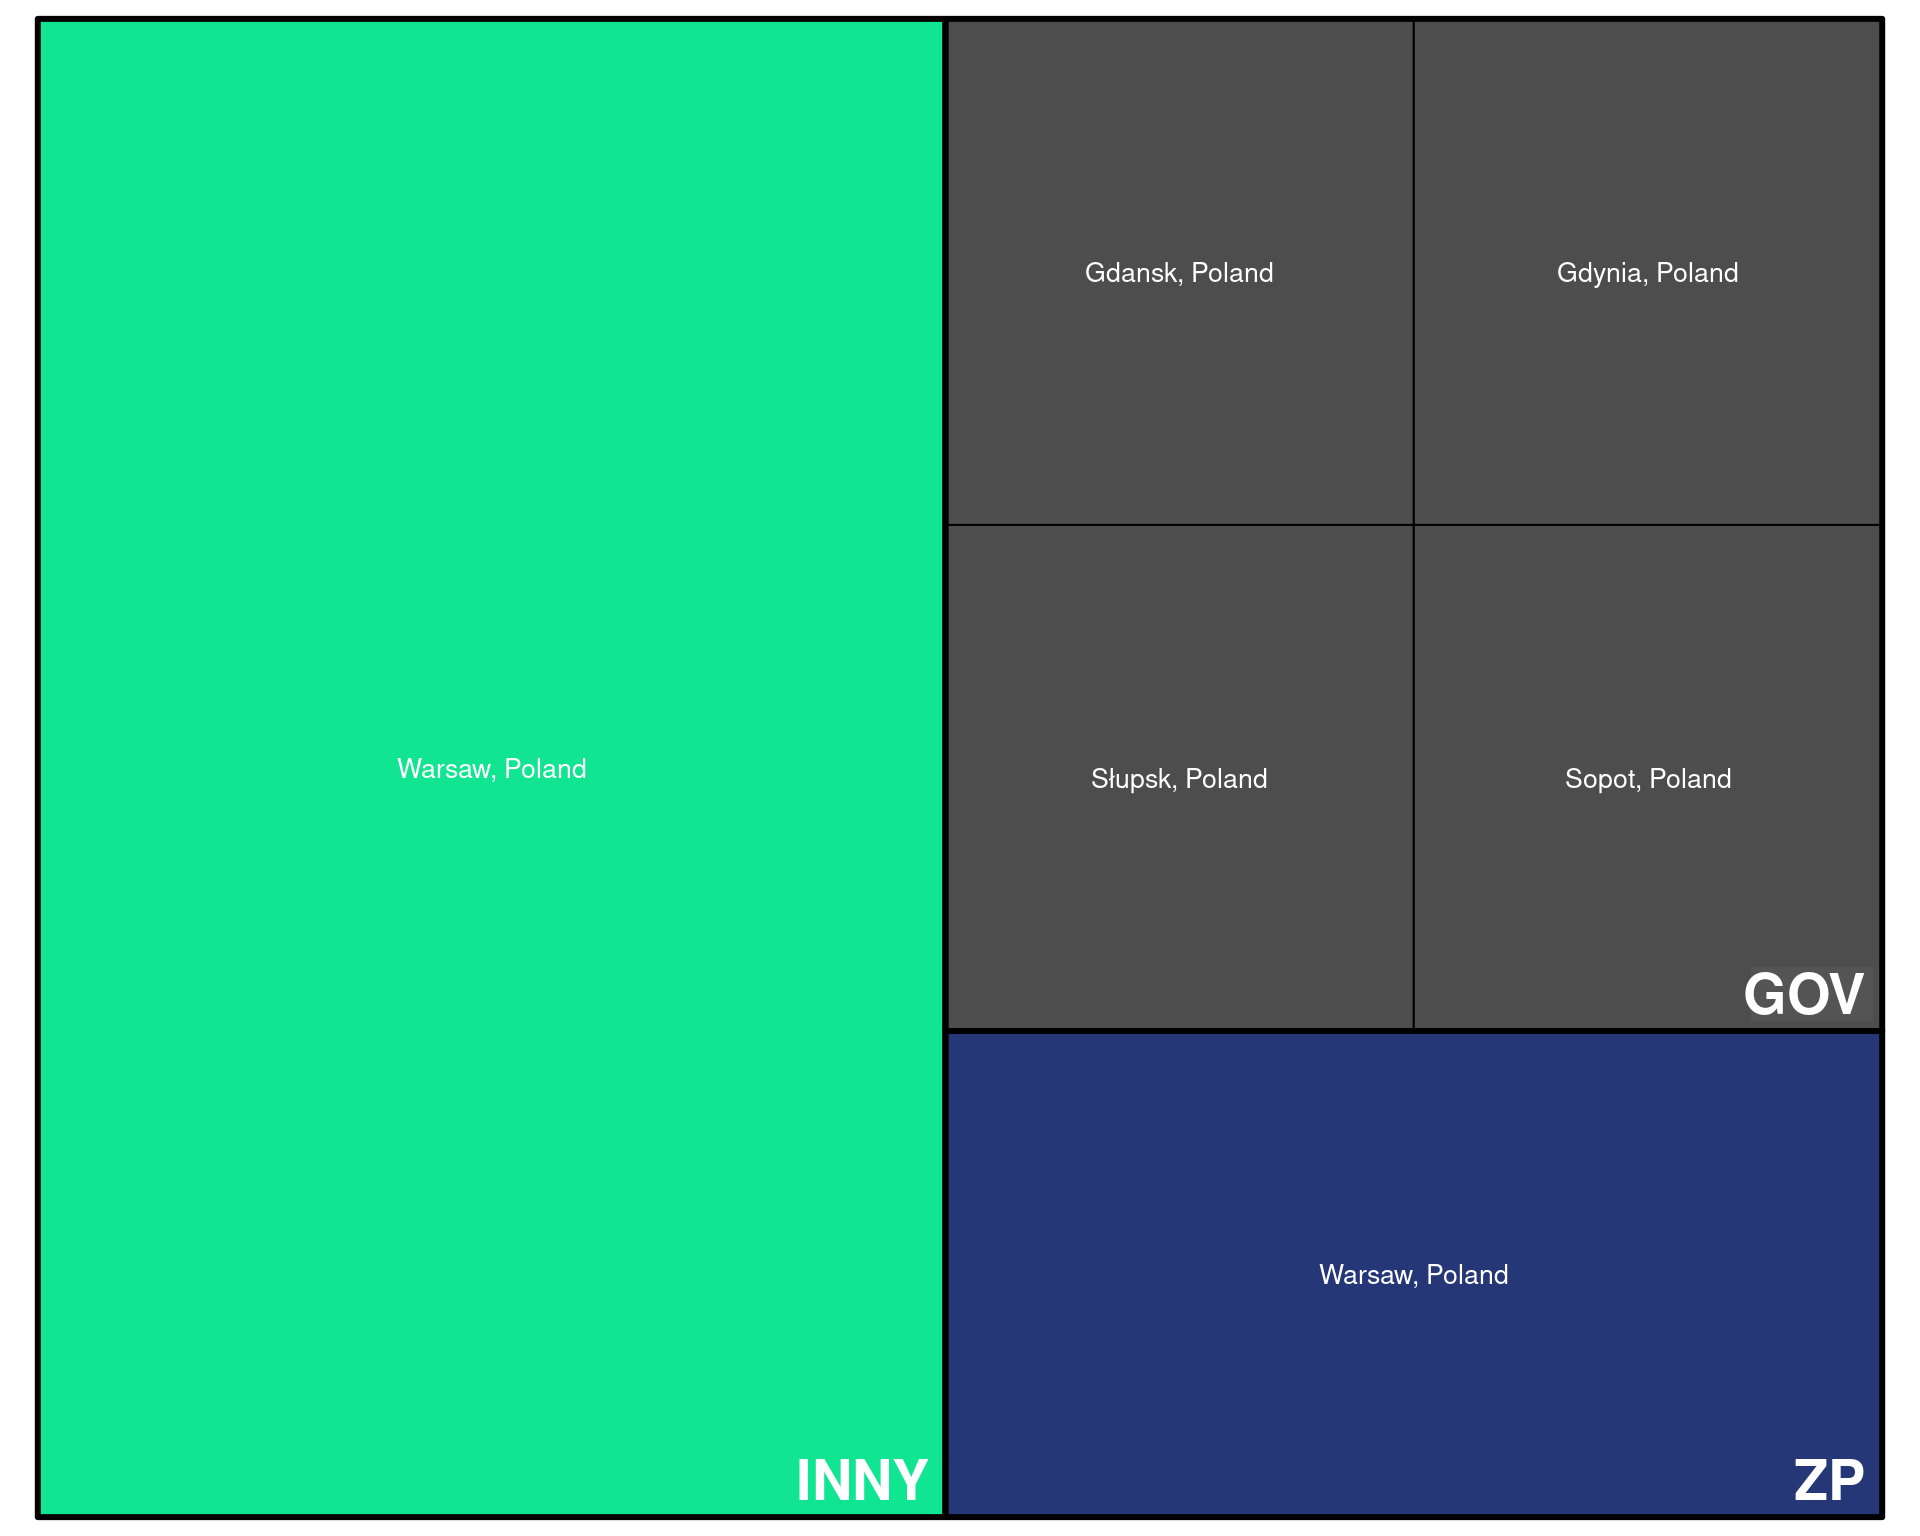 Warsaw, Poland
INNY
Gdansk, Poland
Gdynia, Poland
Słupsk, Poland
Sopot, Poland
GOV
Warsaw, Poland
ZP